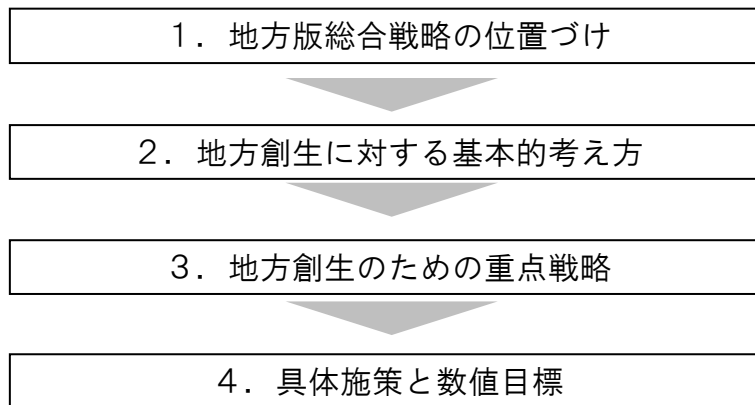 １．地方版総合戦略の位置づけ
２．地方創生に対する基本的考え方
３．地方創生のための重点戦略
４．具体施策と数値目標